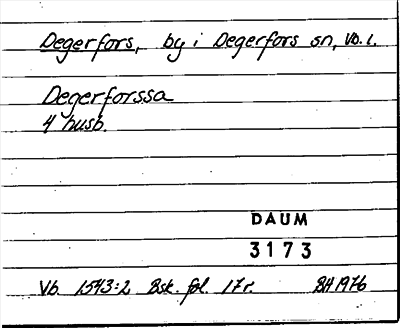 Degerfors, by i Degerfors sn, Vb. l.
Degerforssa
4 husb.
DAUM
3173
Vb 1543:2 Bsk. fol. 17r. BH 1976